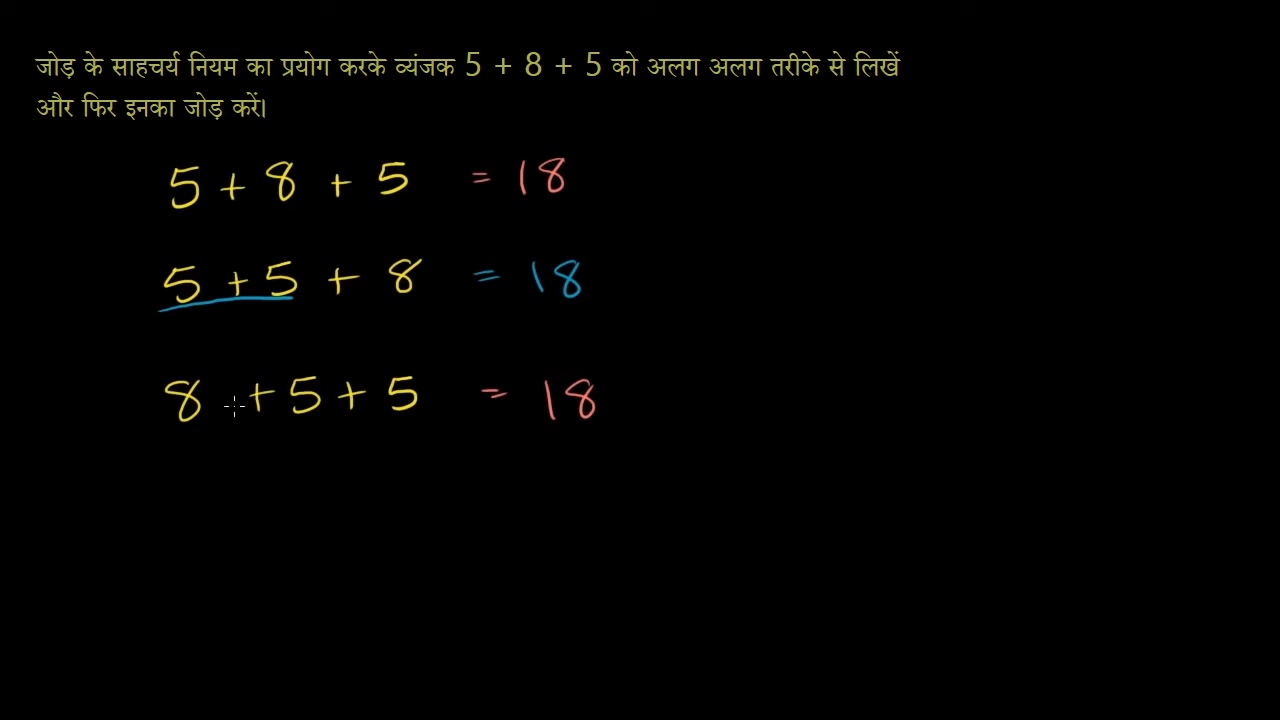 जोड़ के साहचर्य नियम का प्रयोग करके व्यंजक 5 + 8 + 5 को अलग अलग तरीके से लिखें
और फिर इनका जोड़ करें।
5 + 8 + 5 = 18
5 + 5 + 8 = 18
8 + 5 + 5 = 18